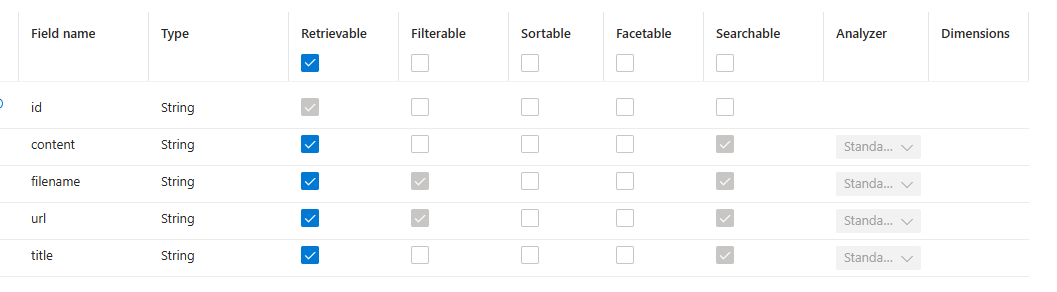 Field name Type Retrievable Filterable Sortable Facetable Searchable Analyzer Dimensions
id String
content String Standa...
filename String Standa...
url String Standa...
title String Standa...